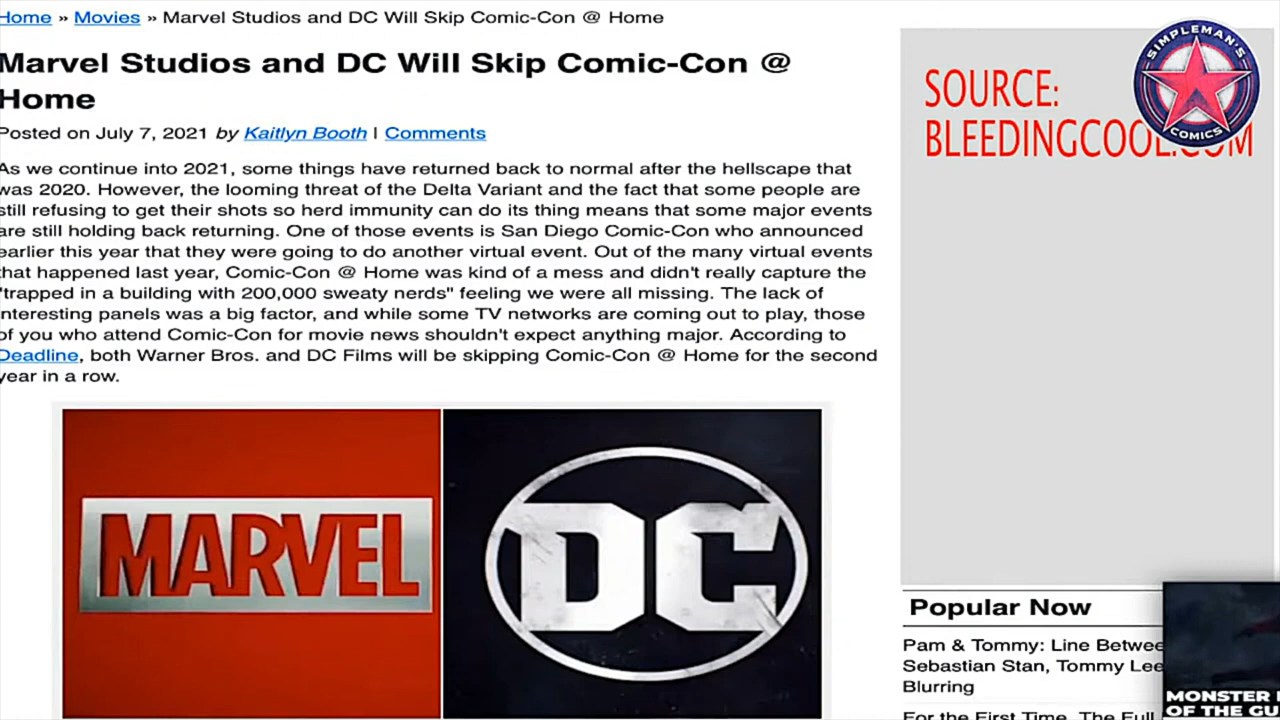 Home » Movies » Marvel Studios and DC Will Skip Comic-Con @ Home
Marvel Studios and DC Will Skip Comic-Con @
Home
Posted on July 7, 2021 by Kaitlyn Booth | Comments
As we continue into 2021, some things have returned back to normal after the hellscape that
was 2020. However, the looming threat of the Delta Variant and the fact that some people are
still refusing to get their shots so herd immunity can do its thing means that some major events
are still holding back returning. One of those events is San Diego Comic-Con who announced
earlier this year that they were going to do another virtual event. Out of the many virtual events
that happened last year, Comic-Con @ Home was kind of a mess and didn't really capture the
"trapped in a building with 200,000 sweaty nerds" feeling we were all missing. The lack of
interesting panels was a big factor, and while some TV networks are coming out to play, those
of you who attend Comic-Con for movie news shouldn't expect anything major. According to
Deadline, both Warner Bros. and DC Films will be skipping Comic-Con @ Home for the second
year in a row.
MARVEL
DC
SOURCE:
BLEEDINGCOOL.COM
SIMPLEMAN'S
COMICS
Popular Now
Pam & Tommy: Line Betwee
Sebastian Stan, Tommy Lee
Blurring
For the First Time, The Full
MONSTER
OF THE GU